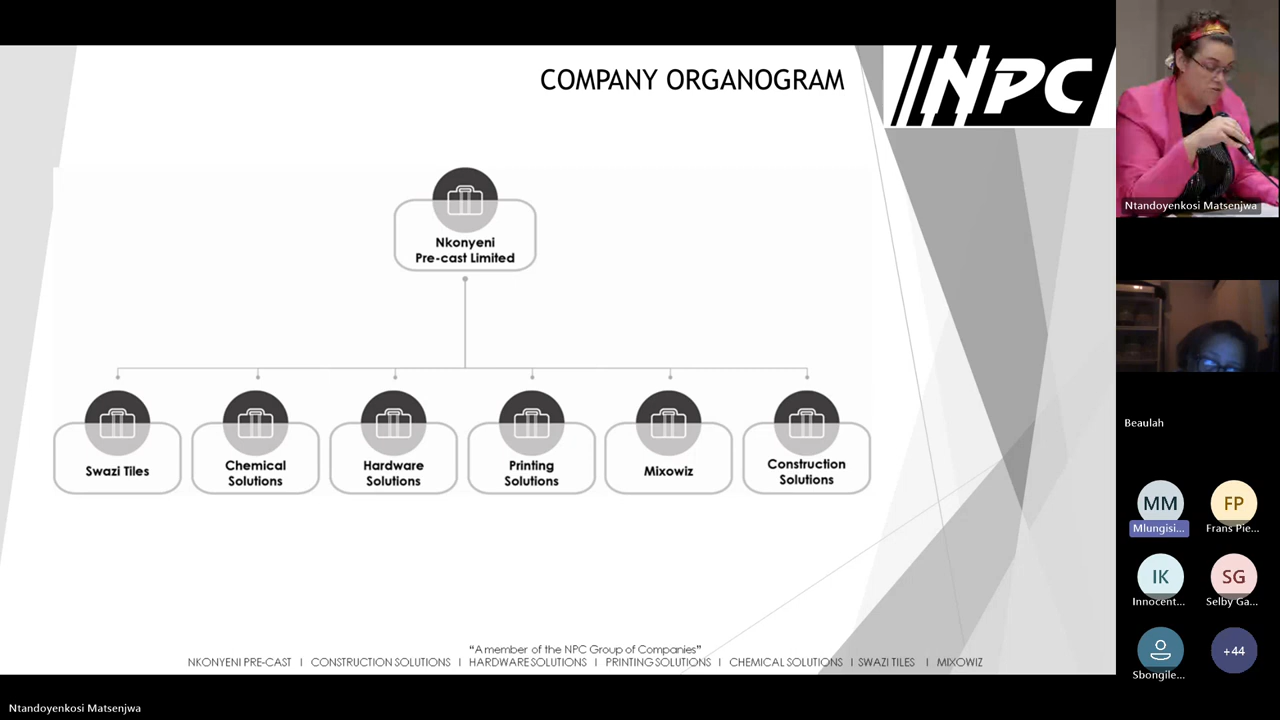 COMPANY ORGANOGRAM
NPC
Nkonyeni
Pre-cast Limited
Swazi Tiles
Chemical
Solutions
Hardware
Solutions
Printing
Solutions
Mixowiz
Construction
Solutions
“A member of the NPC Group of Companies”
NKONYENI PRE-CAST I CONSTRUCTION SOLUTIONS I HARDWARE SOLUTIONS I PRINTING SOLUTIONS I CHEMICAL SOLUTIONS I SWAZI TILES I MIXOWIZ
Ntandoyenkosi Matsenjwa
Beaulah
MM
FP
Mlungisi...
Frans Pie...
IK
SG
Innocent...
Selby Ga...
+44
Sbongile...
Ntandoyenkosi Matsenjwa